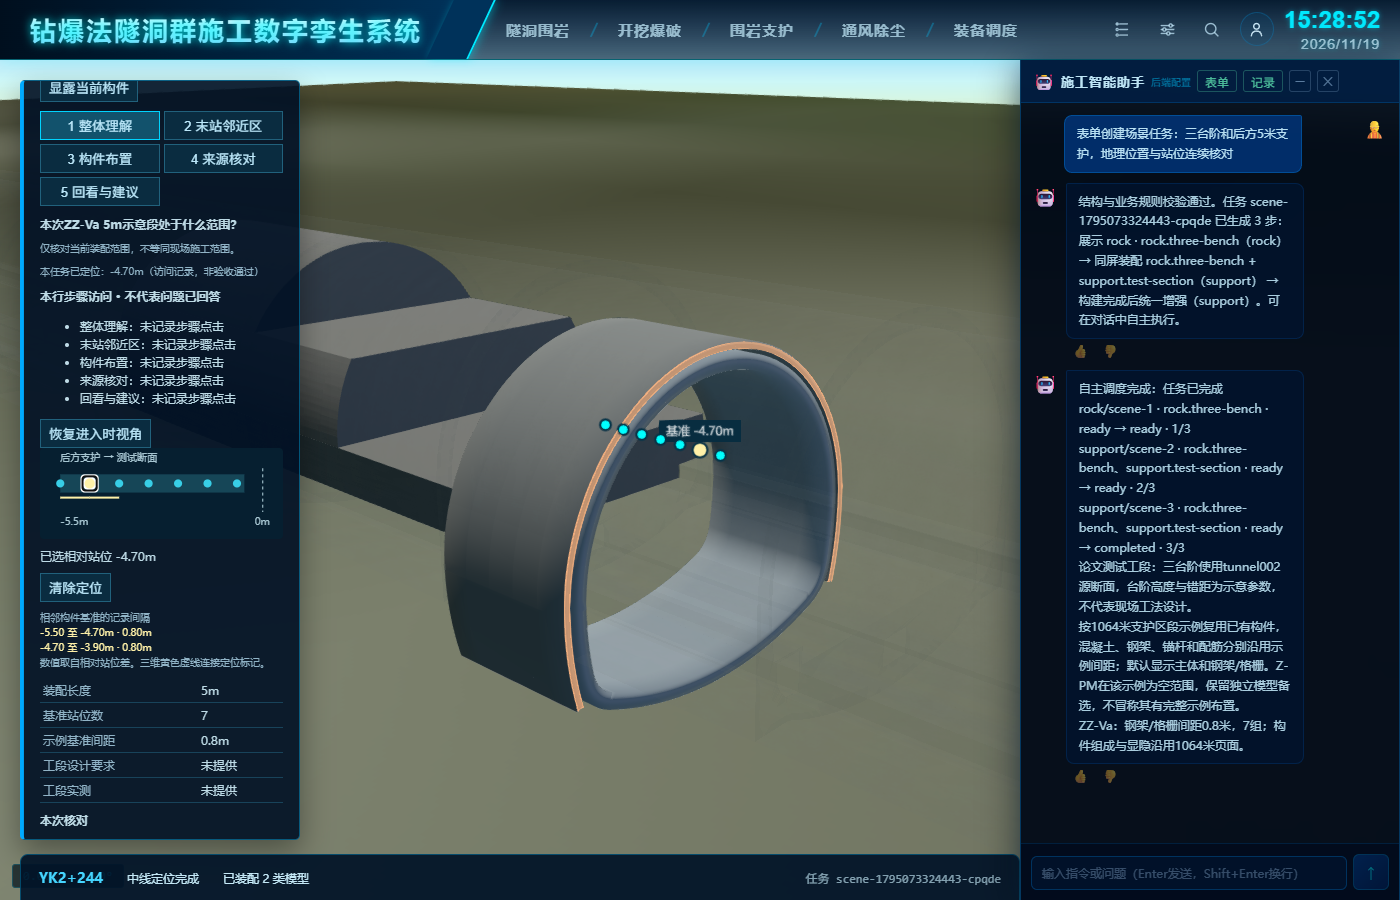 钻爆法隧洞群施工数字孪生系统
隧洞围岩 / 开挖爆破 / 围岩支护 / 通风除尘 / 装备调度
15:28:52
2026/11/19
显露当前构件
1 整体理解
2 末站邻近区
3 构件布置
4 来源核对
5 回看与建议
本次ZZ-Va 5m示意段处于什么范围?
仅核对当前装配范围，不等同现场施工范围。
本任务已定位：-4.70m（访问记录，非验收通过）
本行步骤访问 • 不代表问题已回答
整体理解：未记录步骤点击
末站邻近区：未记录步骤点击
构件布置：未记录步骤点击
来源核对：未记录步骤点击
回看与建议：未记录步骤点击
恢复进入时视角
后方支护 → 测试断面
-5.5m
0m
已选相对站位 -4.70m
清除定位
相邻构件基准的记录间隔
-5.50 至 -4.70m · 0.80m
-4.70 至 -3.90m · 0.80m
数值取自相对站位差。三维黄色虚线连接定位标记。
装配长度 5m
基准站位数 7
示例基准间距 0.8m
工段设计要求 未提供
工段实测 未提供
本次核对
基准 -4.70m
YK2+244 中线定位完成 已装配 2 类模型
任务 scene-1795073324443-cpqde
施工智能助手 后端配置 表单 记录
表单创建场景任务：三台阶和后方5米支
护，地理位置与站位连续核对
结构与业务规则校验通过。任务 scene-
1795073324443-cpqde 已生成 3 步：
展示 rock · rock.three-bench（rock）
→ 同屏装配 rock.three-bench +
support.test-section（support） →
构建完成后统一增强（support）。可
在对话中自主执行。
自主调度完成：任务已完成
rock/scene-1 · rock.three-bench ·
ready → ready · 1/3
support/scene-2 · rock.three-
bench、support.test-section · ready
→ ready · 2/3
support/scene-3 · rock.three-
bench、support.test-section · ready
→ completed · 3/3
论文测试工段：三台阶使用tunnel002
源断面，台阶高度与错距为示意参数，
不代表现场工法设计。
按1064米支护区段示例复用已有构件，
混凝土、钢架、锚杆和配筋分别沿用示
例间距；默认显示主体和钢架/格栅。Z-
PM在该示例为空范围，保留独立模型备
选，不冒称其有完整示例布置。
ZZ-Va：钢架/格栅间距0.8米，7组；构
件组成与显隐沿用1064米页面。
输入指令或问题（Enter发送，Shift+Enter换行）